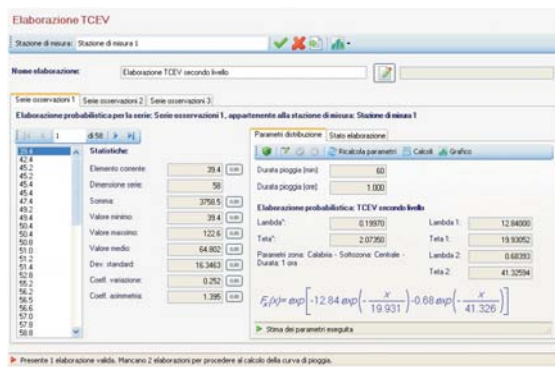 Elaborazione TCEV
Stazione di misura: Stazione di misura 1
Nome elaborazione: Elaborazione TCEV secondo livello
Serie osservazioni 1 Serie osservazioni 2 Serie osservazioni 3
Elaborazione probabilistica per la serie: Serie osservazioni 1, appartenente alla stazione di misura: Stazione di misura 1
1 di 58
39.4
42.4
45.2
45.2
45.4
45.4
47.4
49.2
49.4
50.4
50.4
50.8
51.0
51.2
51.4
52.8
55.2
56.2
56.5
56.6
57.0
57.8
58.8
Statistiche:
Elemento corrente: 39.4
Dimensione serie: 58
Somma: 3758.5
Valore minimo: 39.4
Valore massimo: 122.6
Valore medio: 64.802
Dev. standard: 16.3463
Coeff. variazione: 0.252
Coeff. asimmetria: 1.395
Parametri distribuzione Stato elaborazione
Ricalcola parametri Calcoli Grafico
Durata pioggia [min]: 60
Durata pioggia [ore]: 1.000
Elaborazione probabilistica: TCEV secondo livello
Lambda*: 0.19970 Lambda 1: 12.84000
Teta*: 2.07350 Teta 1: 19.93052
Parametri zona: Calabria - Sottozona: Centrale - Lambda 2: 0.68393
Durata: 1 ora
Teta 2: 41.32594
Fₓ(x)= exp[-12.84 exp(-x/19.931)-0.68 exp(-x/41.326)]
Stima dei parametri eseguita
Presente 1 elaborazione valida. Mancano 2 elaborazioni per procedere al calcolo della curva di pioggia.